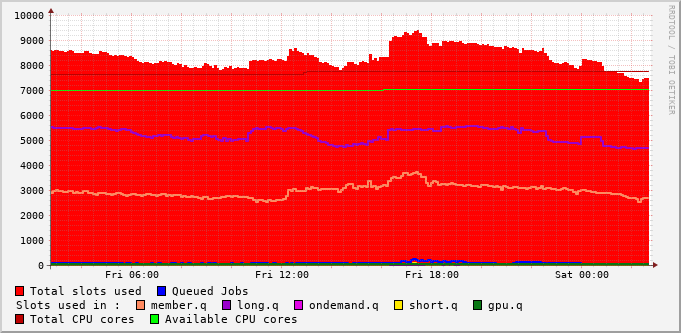 10000
9000
8000
7000
6000
5000
4000
3000
2000
1000
0
Fri 06:00 Fri 12:00 Fri 18:00 Sat 00:00
RRDTOOL / TOBI OETIKER
Total slots used Queued Jobs
Slots used in : member.q long.q ondemand.q short.q gpu.q
Total CPU cores Available CPU cores